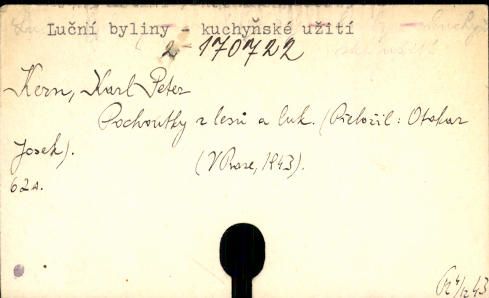 Luční byliny - kuchyňské užití
2-170722
Kern, Karl Peter
Pochoutky z lesů a luk. (Přeložil: Otakar
Josek).
(V Praze, 1943).
62 s.